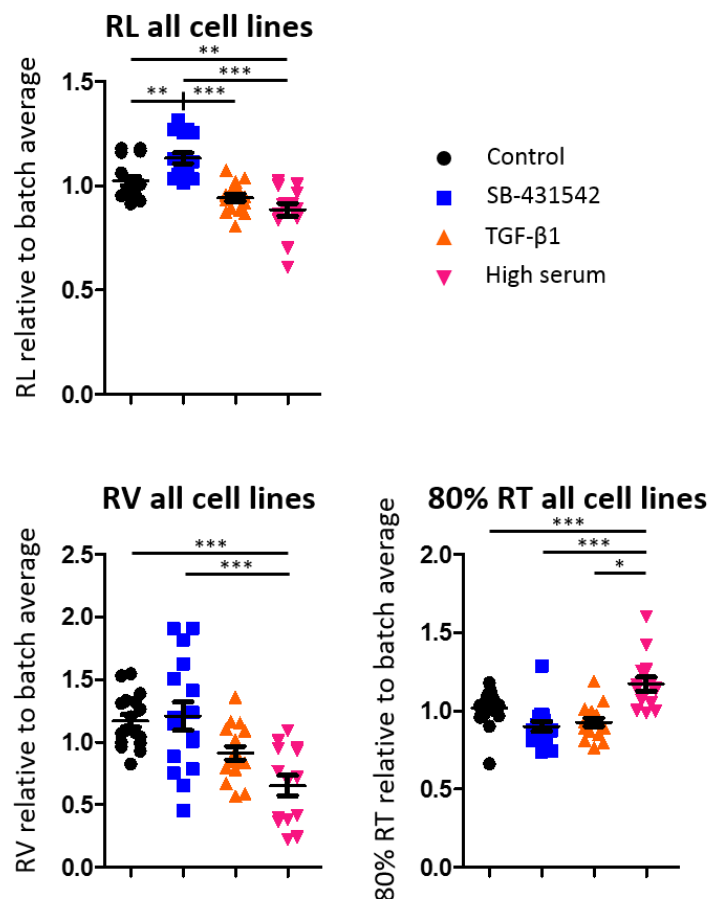 RL all cell lines
**
***
** ***
1.5
1.0
0.5
0.0
RL relative to batch average
Control
SB-431542
TGF-β1
High serum
RV all cell lines
***
***
2.5
2.0
1.5
1.0
0.5
0.0
RV relative to batch average
80% RT all cell lines
***
***
*
2.0
1.5
1.0
0.5
0.0
80% RT relative to batch average